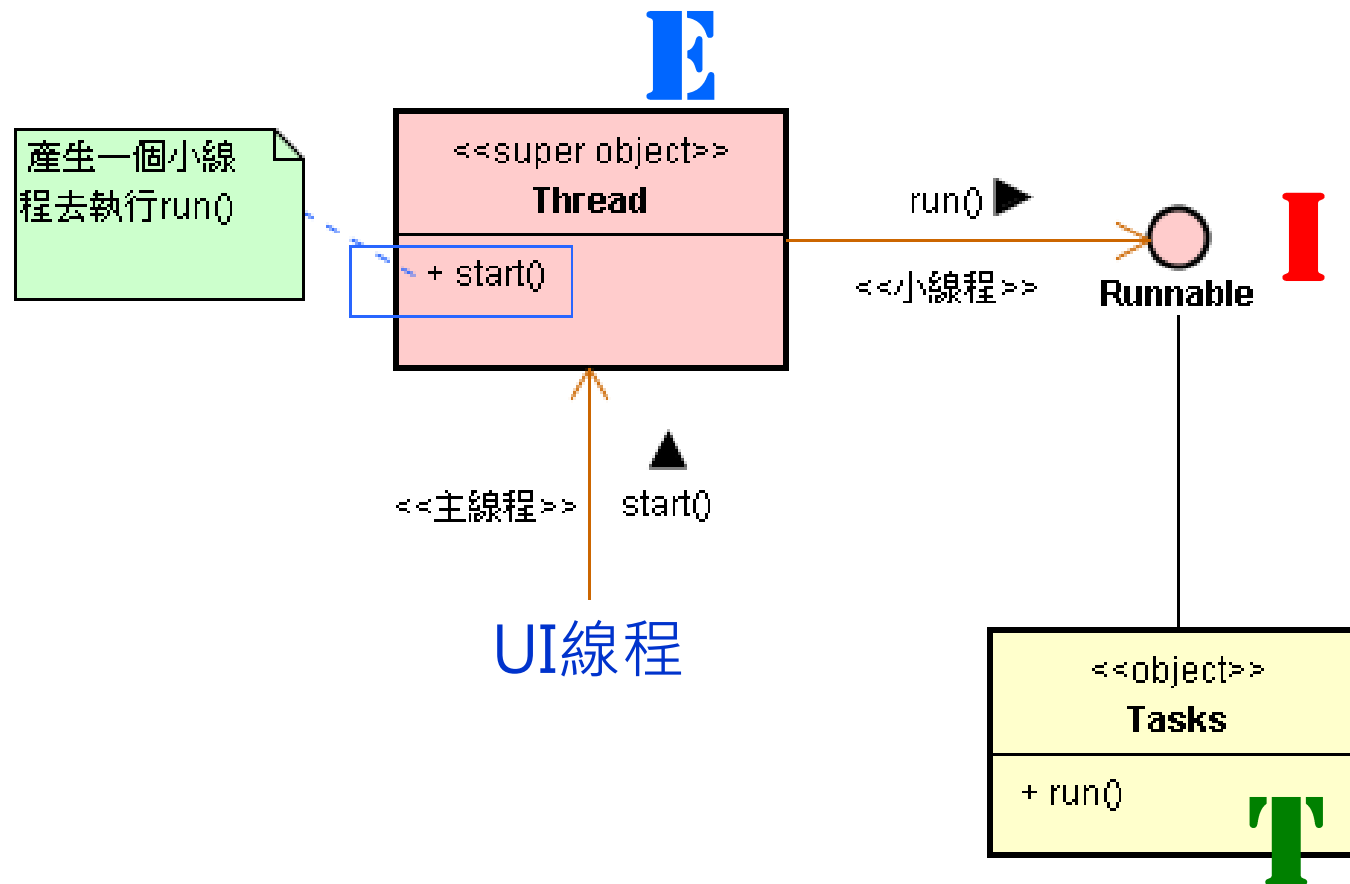 E
產生一個小線
程去執行run()
<<super object>>
Thread
+ start()
run()
<<小線程>>
I
Runnable
<<主線程>>
start()
UI線程
<<object>>
Tasks
+ run()
T